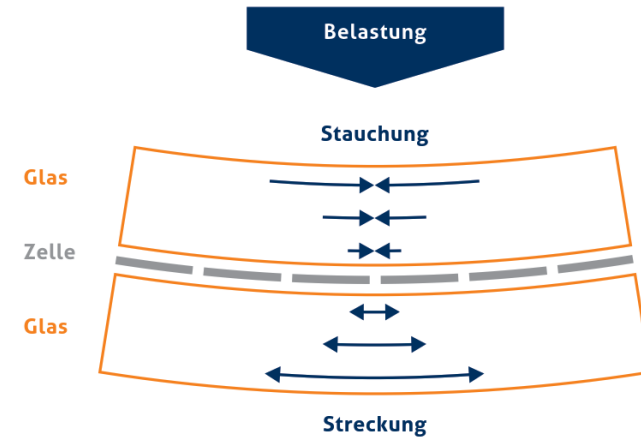 Belastung
Stauchung
Glas
Zelle
Glas
Streckung